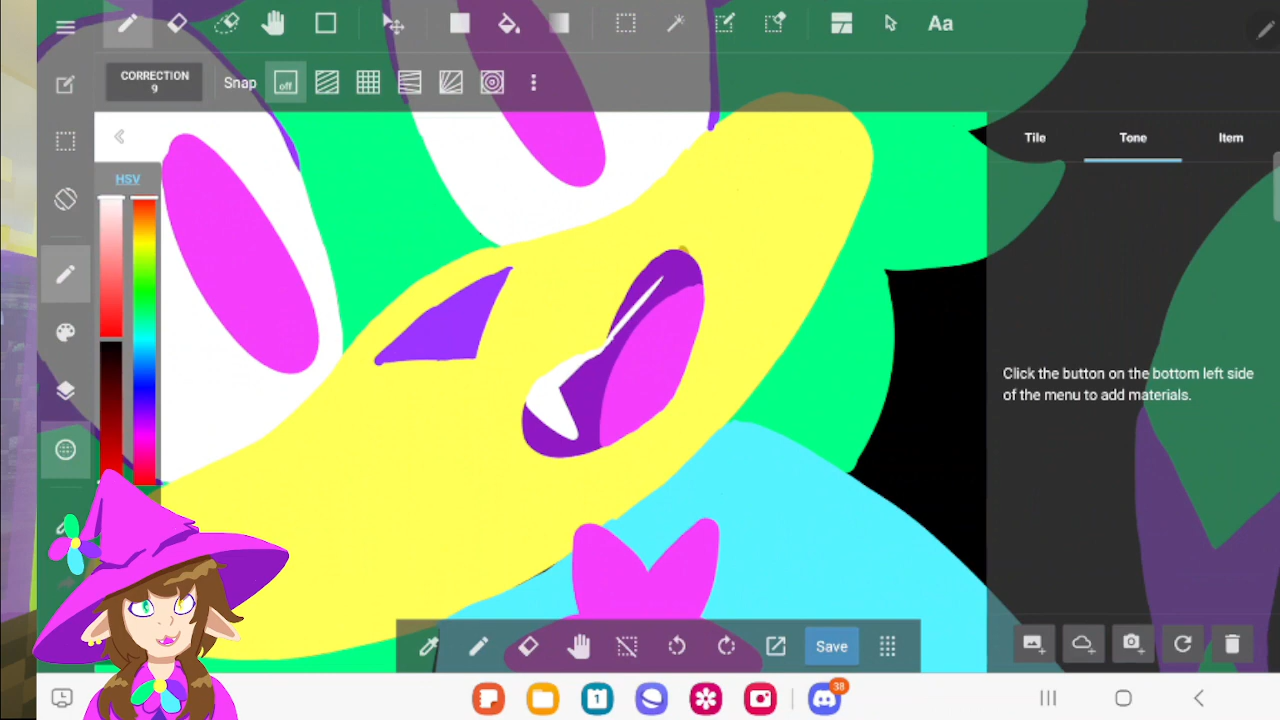 Aa
CORRECTION
9
Snap
off
HSV
Tile Tone Item
Click the button on the bottom left side
of the menu to add materials.
Save
1
38